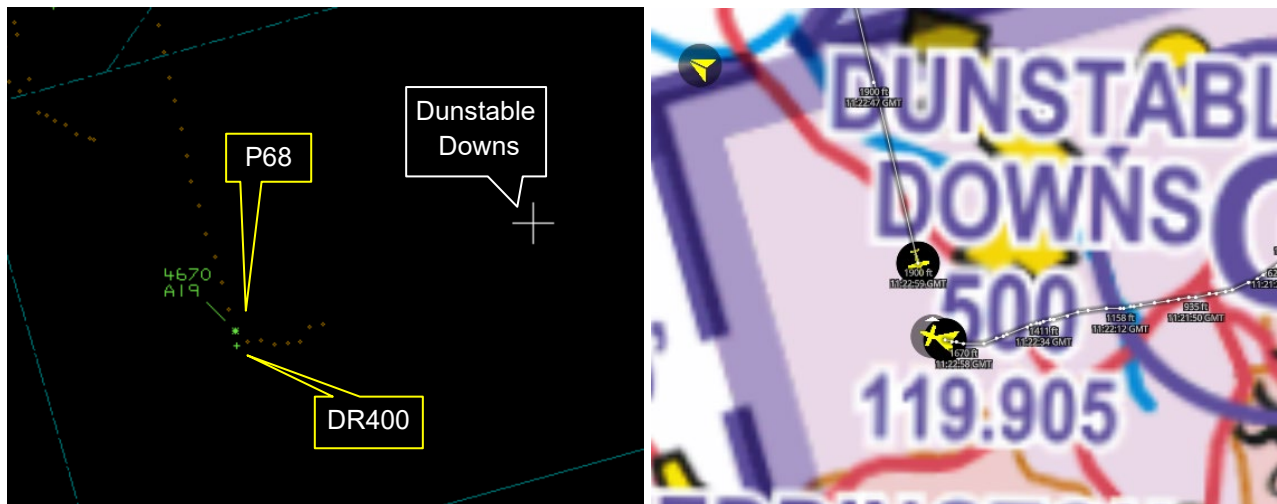 Dunstable
Downs
P68
4670
A19
DR400
DUNSTABL
DOWNS
500
119.905
1900 ft
11:22:47 GMT
1900 ft
11:22:59 GMT
1411 ft
11:22:34 GMT
1158 ft
11:22:12 GMT
935 ft
11:21:50 GMT
1670 ft
11:22:58 GMT